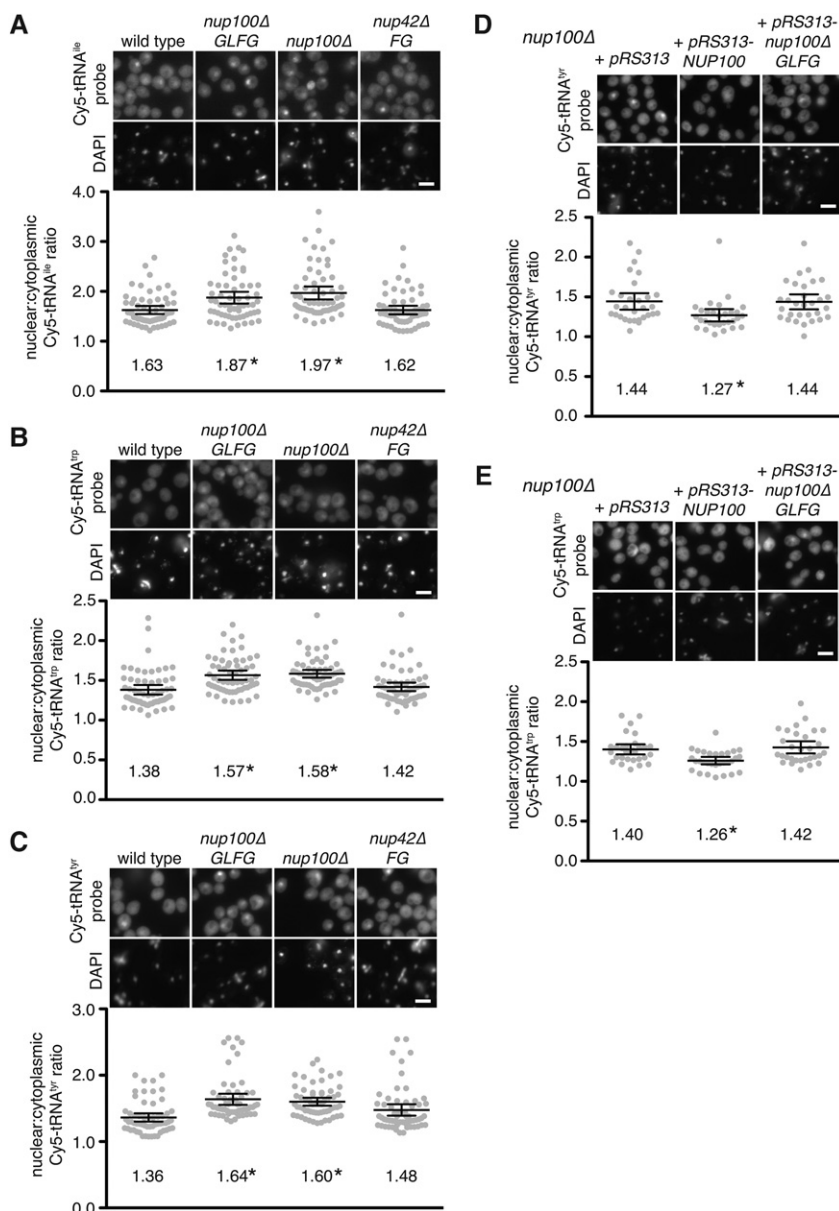 A
wild type
nup100Δ
GLFG
nup100Δ
nup42Δ
FG
Cy5-tRNAⁱˡᵉ
probe
DAPI
nuclear:cytoplasmic
Cy5-tRNAⁱˡᵉ ratio
4.0
3.0
2.0
1.0
0.0
1.63
1.87 *
1.97 *
1.62
B
wild type
nup100Δ
GLFG
nup100Δ
nup42Δ
FG
Cy5-tRNAᵗʳᵖ
probe
DAPI
nuclear:cytoplasmic
Cy5-tRNAᵗʳᵖ ratio
2.5
2.0
1.5
1.0
0.5
0.0
1.38
1.57 *
1.58 *
1.42
C
wild type
nup100Δ
GLFG
nup100Δ
nup42Δ
FG
Cy5-tRNAᵗʸʳ
probe
DAPI
nuclear:cytoplasmic
Cy5-tRNAᵗʸʳ ratio
3.0
2.0
1.0
0.0
1.36
1.64 *
1.60 *
1.48
D
nup100Δ
+ pRS313
+ pRS313-
NUP100
+ pRS313-
nup100Δ
GLFG
Cy5-tRNAᵗʸʳ
probe
DAPI
nuclear:cytoplasmic
Cy5-tRNAᵗʸʳ ratio
2.5
2.0
1.5
1.0
0.5
0.0
1.44
1.27 *
1.44
E
nup100Δ
+ pRS313
+ pRS313-
NUP100
+ pRS313-
nup100Δ
GLFG
Cy5-tRNAᵗʳᵖ
probe
DAPI
nuclear:cytoplasmic
Cy5-tRNAᵗʳᵖ ratio
2.5
2.0
1.5
1.0
0.5
0.0
1.40
1.26 *
1.42